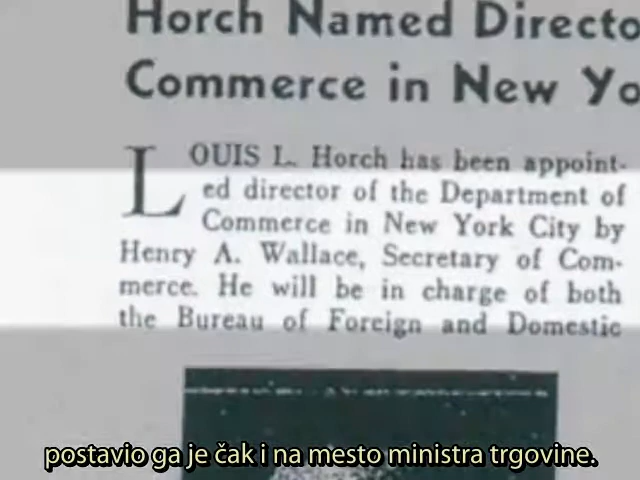 Horch Named Directo
Commerce in New Yo
LOUIS L. Horch has been appoint-
ed director of the Department of
Commerce in New York City by
Henry A. Wallace, Secretary of Com-
merce. He will be in charge of both
the Bureau of Foreign and Domestic
postavio ga je čak i na mesto ministra trgovine.